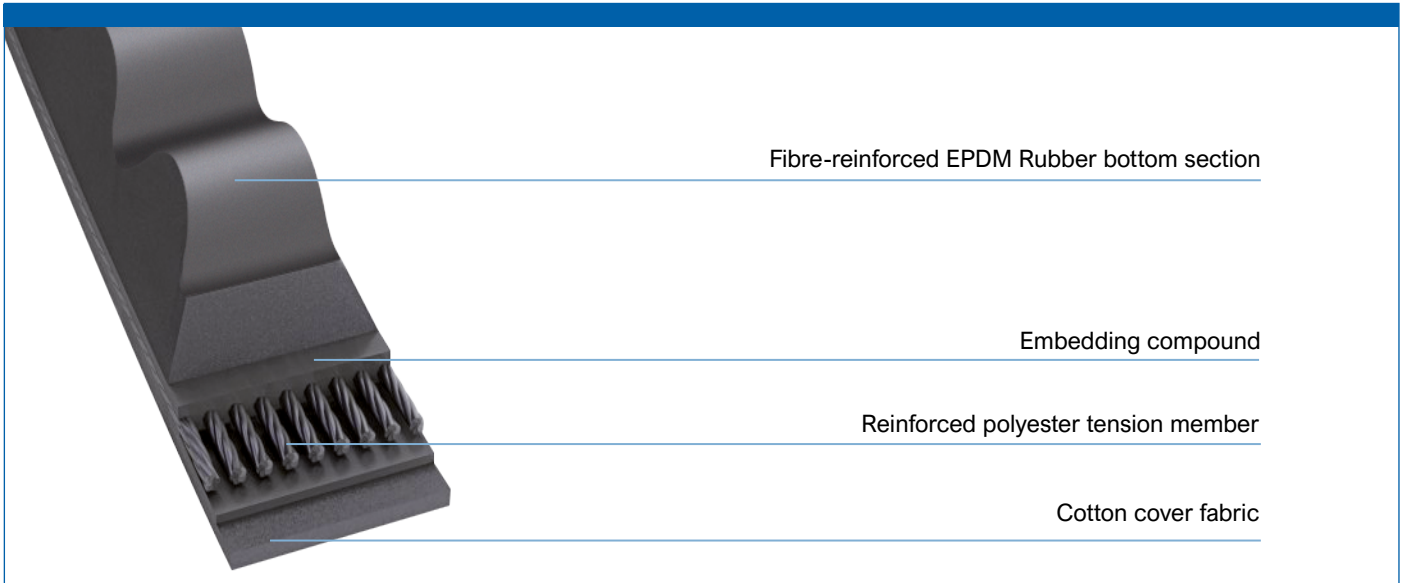 Fibre-reinforced EPDM Rubber bottom section
Embedding compound
Reinforced polyester tension member
Cotton cover fabric